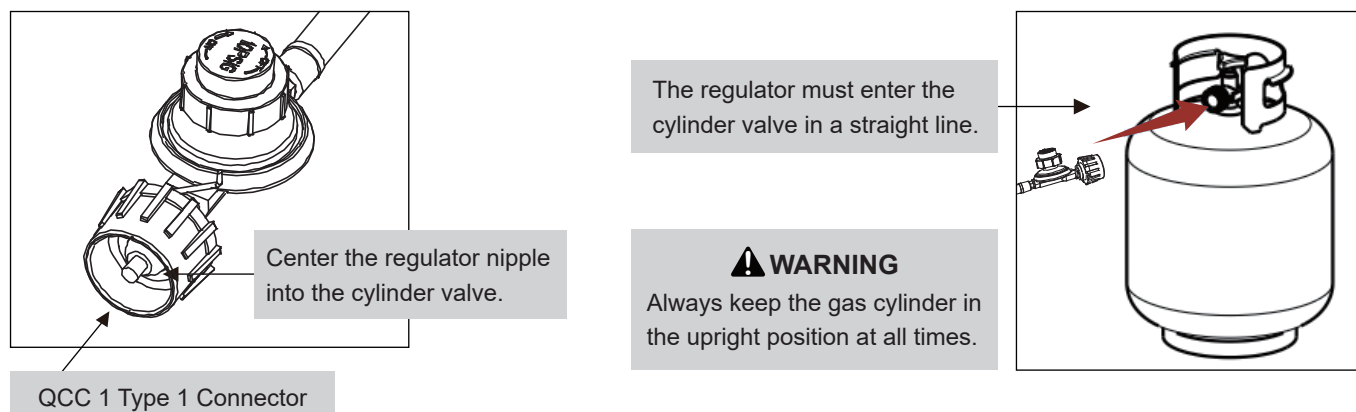 10PSIG
Center the regulator nipple
into the cylinder valve.
QCC 1 Type 1 Connector
The regulator must enter the
cylinder valve in a straight line.
WARNING
Always keep the gas cylinder in
the upright position at all times.